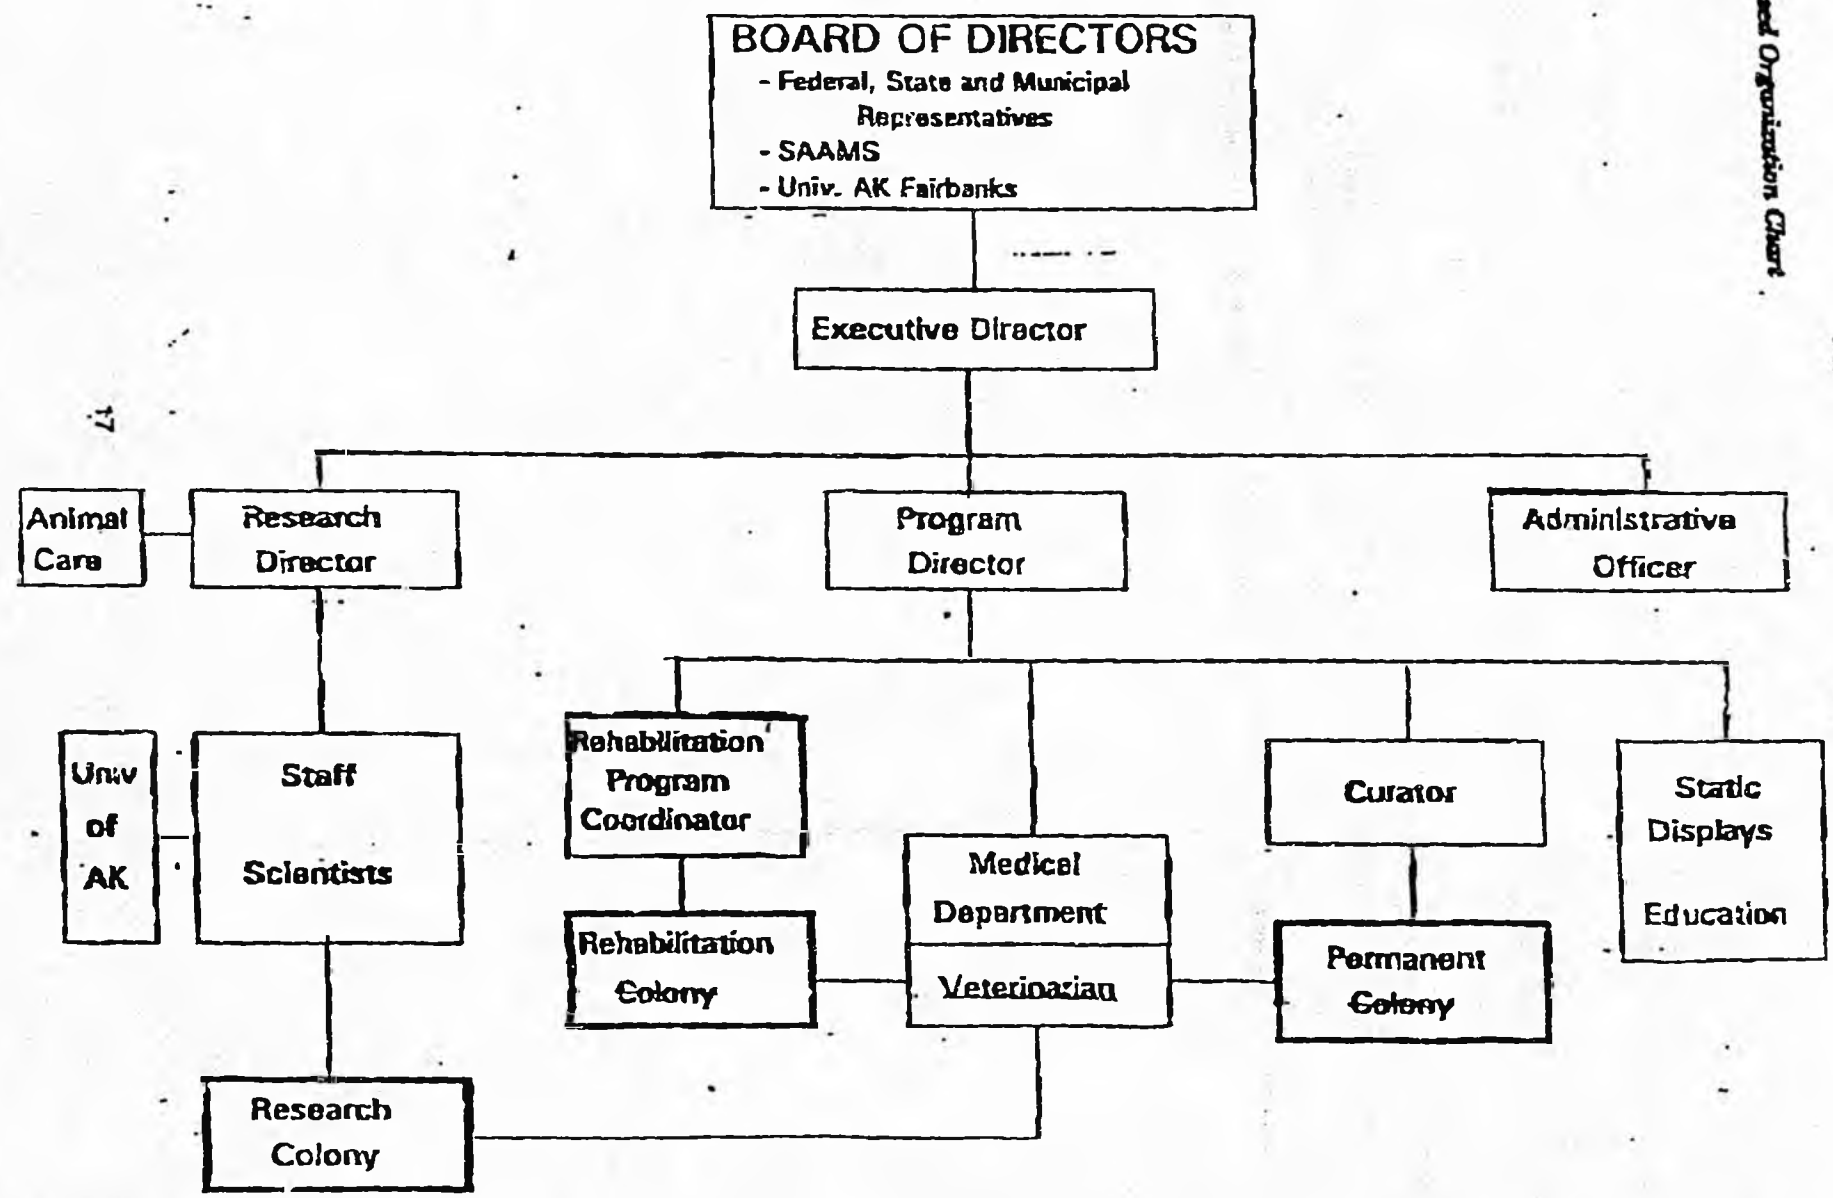 BOARD OF DIRECTORS
- Federal, State and Municipal
Representatives
- SAAMS
- Univ. AK Fairbanks
Organization Chart
Executive Director
17
Animal
Care
Research
Director
Program
Director
Administrative
Officer
Univ
of
AK
Staff
Scientists
Rehabilitation
Program
Coordinator
Rehabilitation
Colony
Medical
Department
Veterinarian
Curator
Permanent
Colony
Static
Displays
Education
Research
Colony